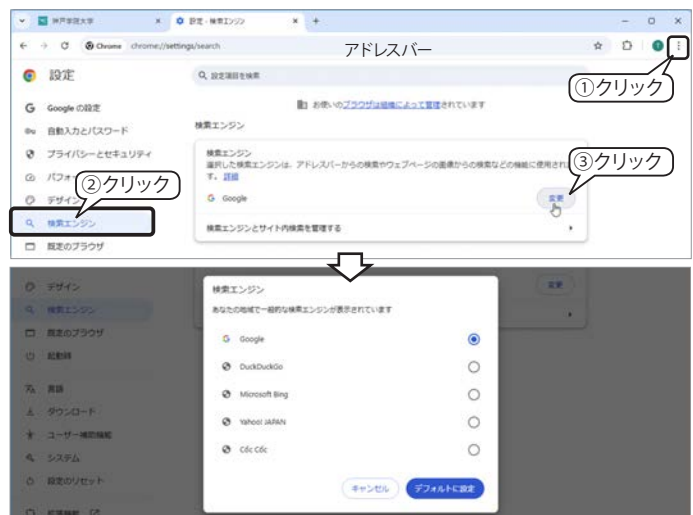 神戸学院大学
設定 - 検索エンジン
Chrome
chrome://settings/search
アドレスバー
設定
設定項目を検索
①クリック
お使いのブラウザは組織によって管理されています
G Google の設定
自動入力とパスワード
プライバシーとセキュリティ
パフォー
②クリック
デザイン
検索エンジン
既定のブラウザ
検索エンジン
検索エンジン
選択した検索エンジンは、アドレスバーからの検索やウェブページの画像からの検索などの機能に使用され
す。 詳細
③クリック
G Google
変更
検索エンジンとサイト内検索を管理する
デザイン
検索エンジン
既定のブラウザ
起動時
言語
ダウンロード
ユーザー補助機能
システム
設定のリセット
拡張機能
変更
検索エンジン
あなたの地域で一般的な検索エンジンが表示されています
G Google
DuckDuckGo
Microsoft Bing
Yahoo! JAPAN
Cốc Cốc
キャンセル
デフォルトに設定